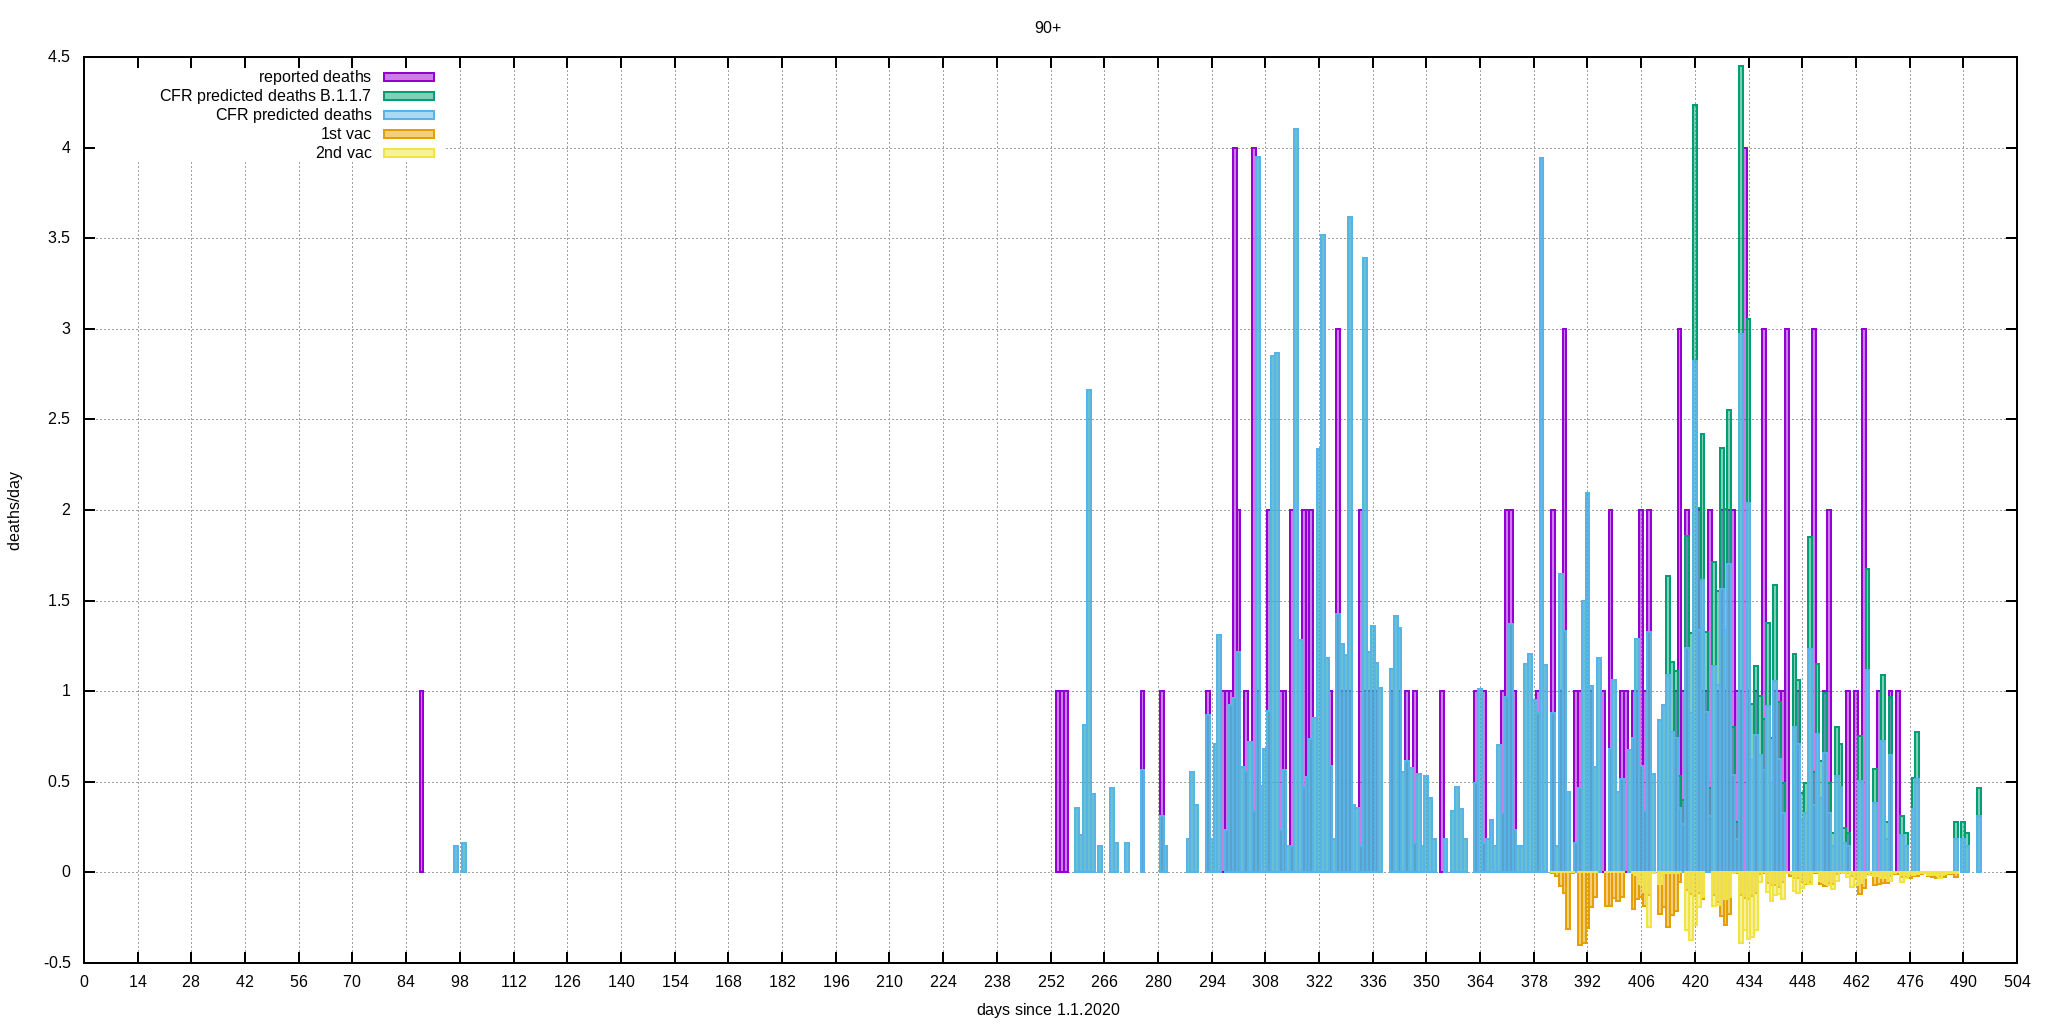 90+
reported deaths
CFR predicted deaths B.1.1.7
CFR predicted deaths
1st vac
2nd vac
4.5
4
3.5
3
2.5
2
1.5
1
0.5
0
-0.5
deaths/day
0 14 28 42 56 70 84 98 112 126 140 154 168 182 196 210 224 238 252 266 280 294 308 322 336 350 364 378 392 406 420 434 448 462 476 490 504
days since 1.1.2020